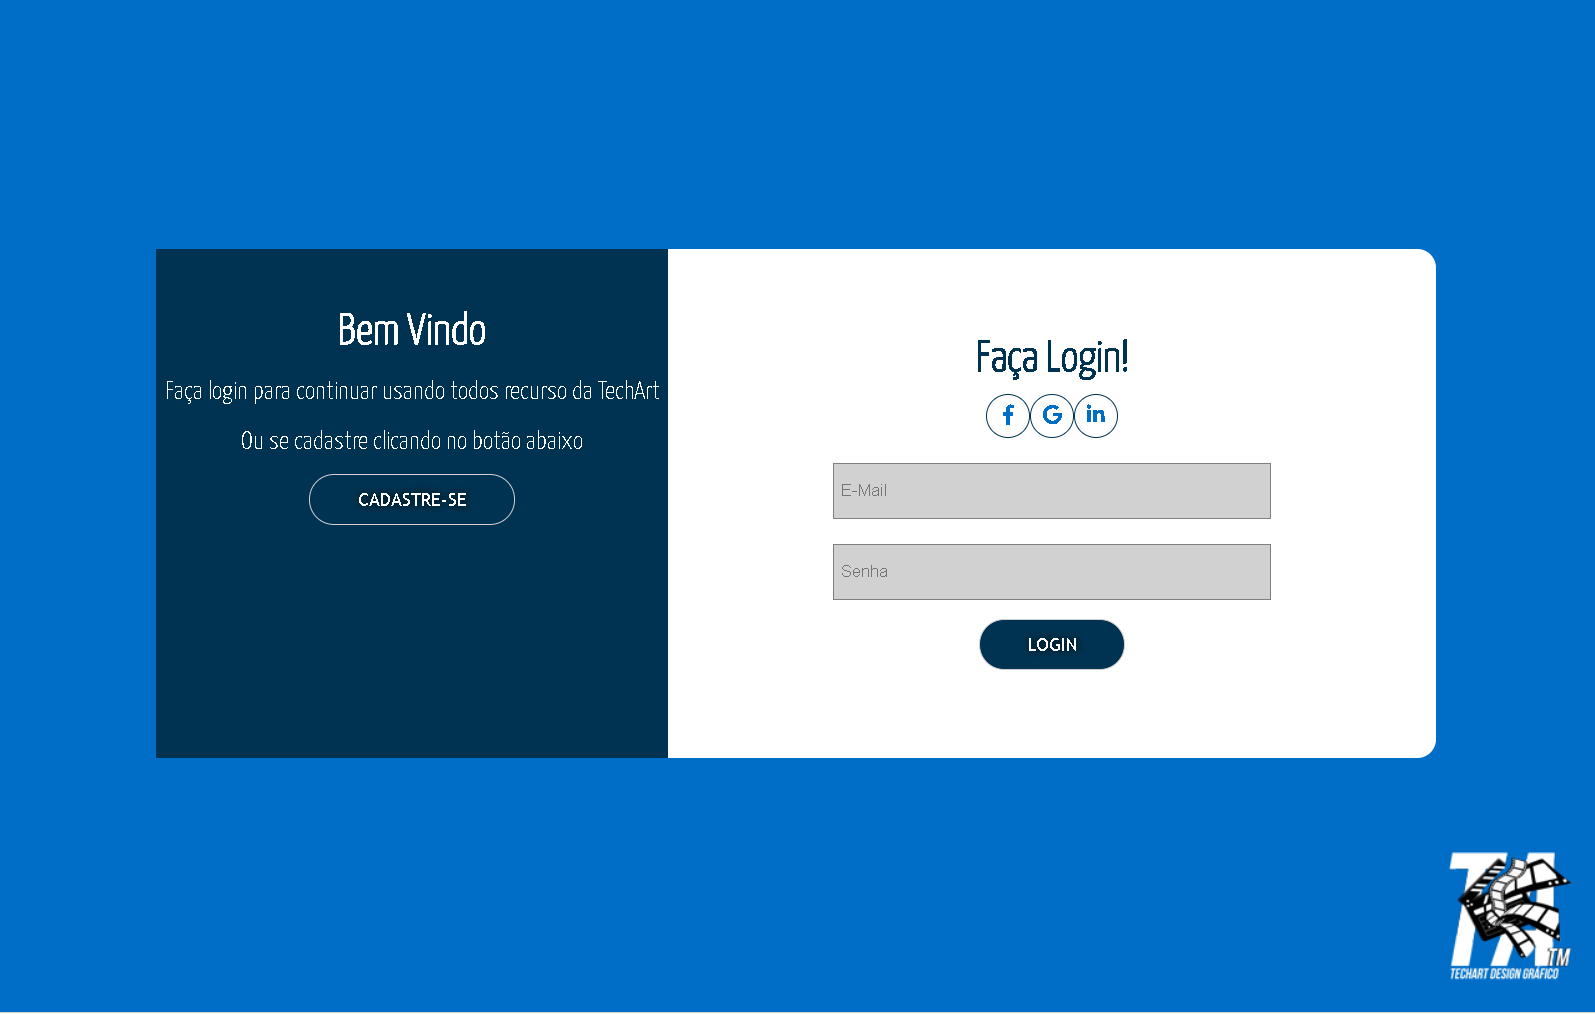 Bem Vindo
Faça login para continuar usando todos recurso da TechArt
Ou se cadastre clicando no botão abaixo
CADASTRE-SE
Faça Login!
E-Mail
Senha
LOGIN
TA
TM
TECHART DESIGN GRÁFICO